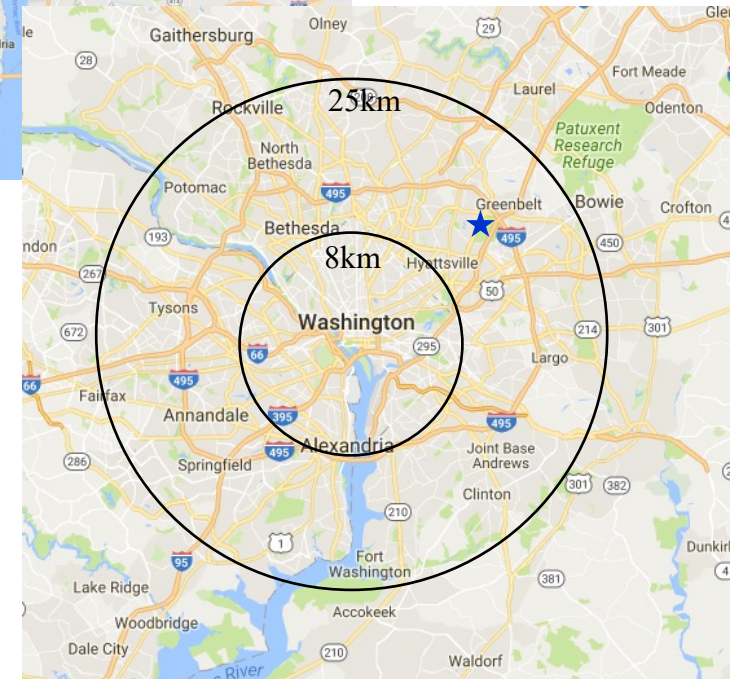 Olney
29
Gaithersburg
28
Fort Meade
Laurel
25km
Rockville
Odenton
Patuxent
Research
Refuge
North
Bethesda
Potomac
495
Greenbelt
Bowie
Crofton
Bethesda
193
495
450
8km
Hyattsville
267
50
Tysons
Washington
672
295
214
301
66
Largo
66
495
Fairfax
Annandale
395
495
Alexandria
495
Joint Base
Andrews
286
Springfield
301
382
Clinton
210
1
Fort
Washington
95
381
Lake Ridge
Accokeek
Woodbridge
Dale City
210
Waldorf
River